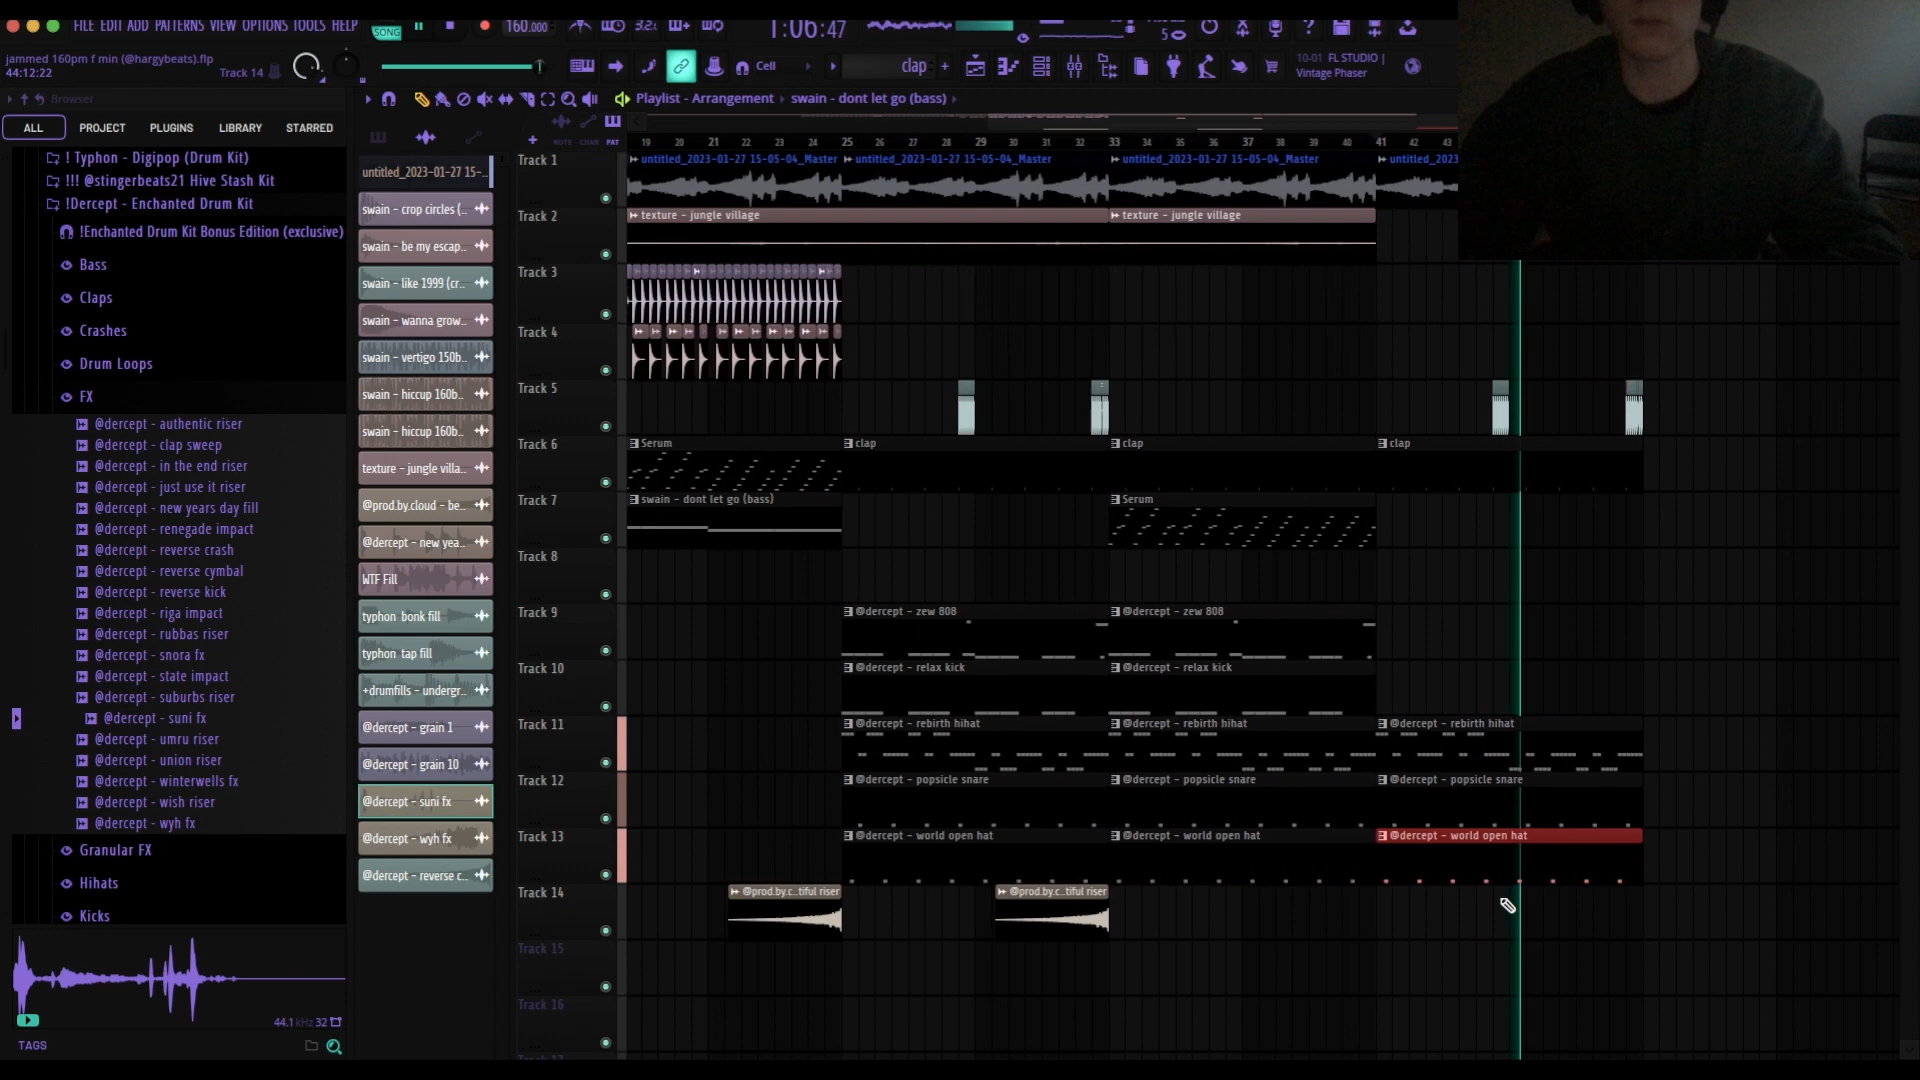 FILE EDIT ADD PATTERNS VIEW OPTIONS TOOLS HELP
SONG
160.000
3.2.
1:06:47
5
jammed 160pm f min (@hargybeats).flp
44:12:22
Track 14
Cell
clap
10-01 FL STUDIO |
Vintage Phaser
Browser
Playlist - Arrangement
swain - dont let go (bass)
ALL
PROJECT
PLUGINS
LIBRARY
STARRED
NOTE CHAN PAT
! Typhon - Digipop (Drum Kit)
!!! @stingerbeats21 Hive Stash Kit
!Dercept - Enchanted Drum Kit
!Enchanted Drum Kit Bonus Edition (exclusive)
Bass
Claps
Crashes
Drum Loops
FX
@dercept - authentic riser
@dercept - clap sweep
@dercept - in the end riser
@dercept - just use it riser
@dercept - new years day fill
@dercept - renegade impact
@dercept - reverse crash
@dercept - reverse cymbal
@dercept - reverse kick
@dercept - riga impact
@dercept - rubbas riser
@dercept - snora fx
@dercept - state impact
@dercept - suburbs riser
@dercept - suni fx
@dercept - umru riser
@dercept - union riser
@dercept - winterwells fx
@dercept - wish riser
@dercept - wyh fx
Granular FX
Hihats
Kicks
44.1 kHz 32
TAGS
untitled_2023-01-27 15-..
swain - crop circles (..
swain - be my escap..
swain - like 1999 (cr..
swain - wanna grow..
swain - vertigo 150b..
swain - hiccup 160b..
swain - hiccup 160b..
texture - jungle villa..
@prod.by.cloud - be..
@dercept - new yea..
WTF Fill
typhon bonk fill
typhon tap fill
+drumfills - undergr..
@dercept - grain 1
@dercept - grain 10
@dercept - suni fx
@dercept - wyh fx
@dercept - reverse c..
19 20 21 22 23 24 25 26 27 28 29 30 31 32 33 34 35 36 37 38 39 40 41 42 43
Track 1
untitled_2023-01-27 15-05-04_Master
untitled_2023-01-27 15-05-04_Master
untitled_2023-01-27 15-05-04_Master
untitled_2023
Track 2
texture - jungle village
texture - jungle village
Track 3
Track 4
Track 5
Track 6
Serum
clap
clap
clap
Track 7
swain - dont let go (bass)
Serum
Track 8
Track 9
@dercept - zew 808
@dercept - zew 808
Track 10
@dercept - relax kick
@dercept - relax kick
Track 11
@dercept - rebirth hihat
@dercept - rebirth hihat
@dercept - rebirth hihat
Track 12
@dercept - popsicle snare
@dercept - popsicle snare
@dercept - popsicle snare
Track 13
@dercept - world open hat
@dercept - world open hat
@dercept - world open hat
Track 14
@prod.by.c..tiful riser
@prod.by.c..tiful riser
Track 15
Track 16